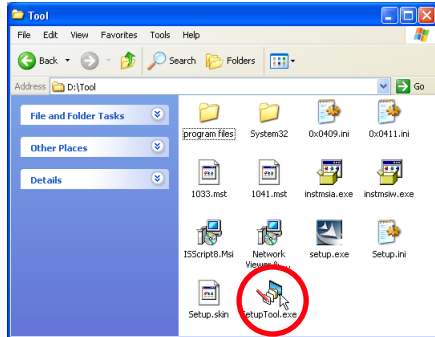 Tool
File Edit View Favorites Tools Help
Back Search Folders
Address D:\Tool Go
File and Folder Tasks
Other Places
Details
program files System32 0x0409.ini 0x0411.ini
1033.mst 1041.mst instmsia.exe instmsiw.exe
ISScript8.Msi Network setup.exe Setup.ini
Viewer
Setup.skin SetupTool.exe